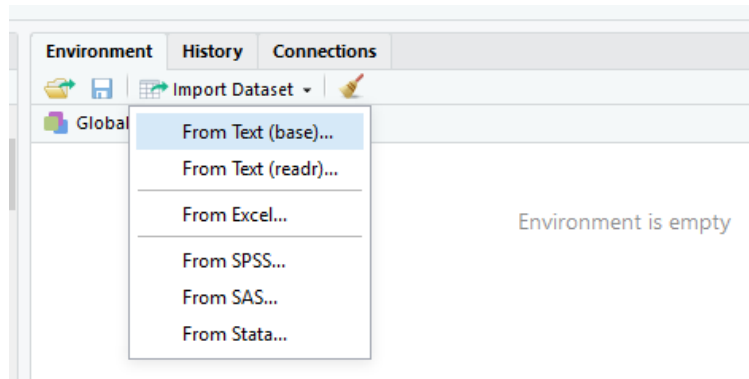 Environment History Connections
Import Dataset
Global
From Text (base)...
From Text (readr)...
From Excel...
From SPSS...
From SAS...
From Stata...
Environment is empty